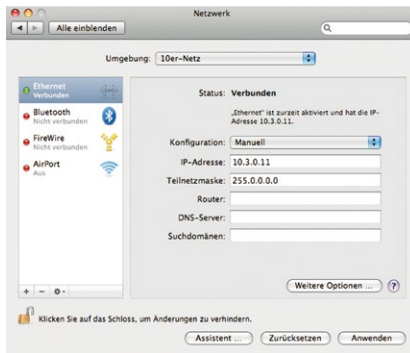 Netzwerk
Alle einblenden
Umgebung: 10er-Netz
Ethernet
Verbunden
Bluetooth
Nicht verbunden
FireWire
Nicht verbunden
AirPort
Aus
Status: Verbunden
„Ethernet“ ist zurzeit aktiviert und hat die IP-
Adresse 10.3.0.11.
Konfiguration: Manuell
IP-Adresse: 10.3.0.11
Teilnetzmaske: 255.0.0.0
Router:
DNS-Server:
Suchdomänen:
Weitere Optionen ... ?
Klicken Sie auf das Schloss, um Änderungen zu verhindern.
Assistent ... Zurücksetzen Anwenden